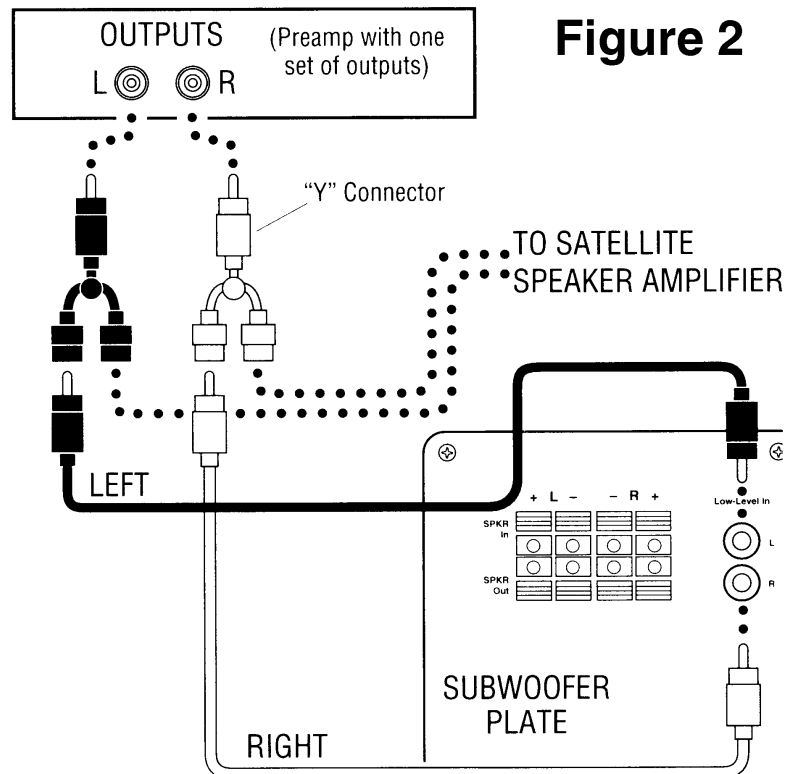 Figure 2
OUTPUTS
(Preamp with one
set of outputs)
L R
“Y” Connector
TO SATELLITE
SPEAKER AMPLIFIER
LEFT
+ L – – R +
Low-Level In
SPKR
In
L
R
SPKR
Out
SUBWOOFER
PLATE
RIGHT